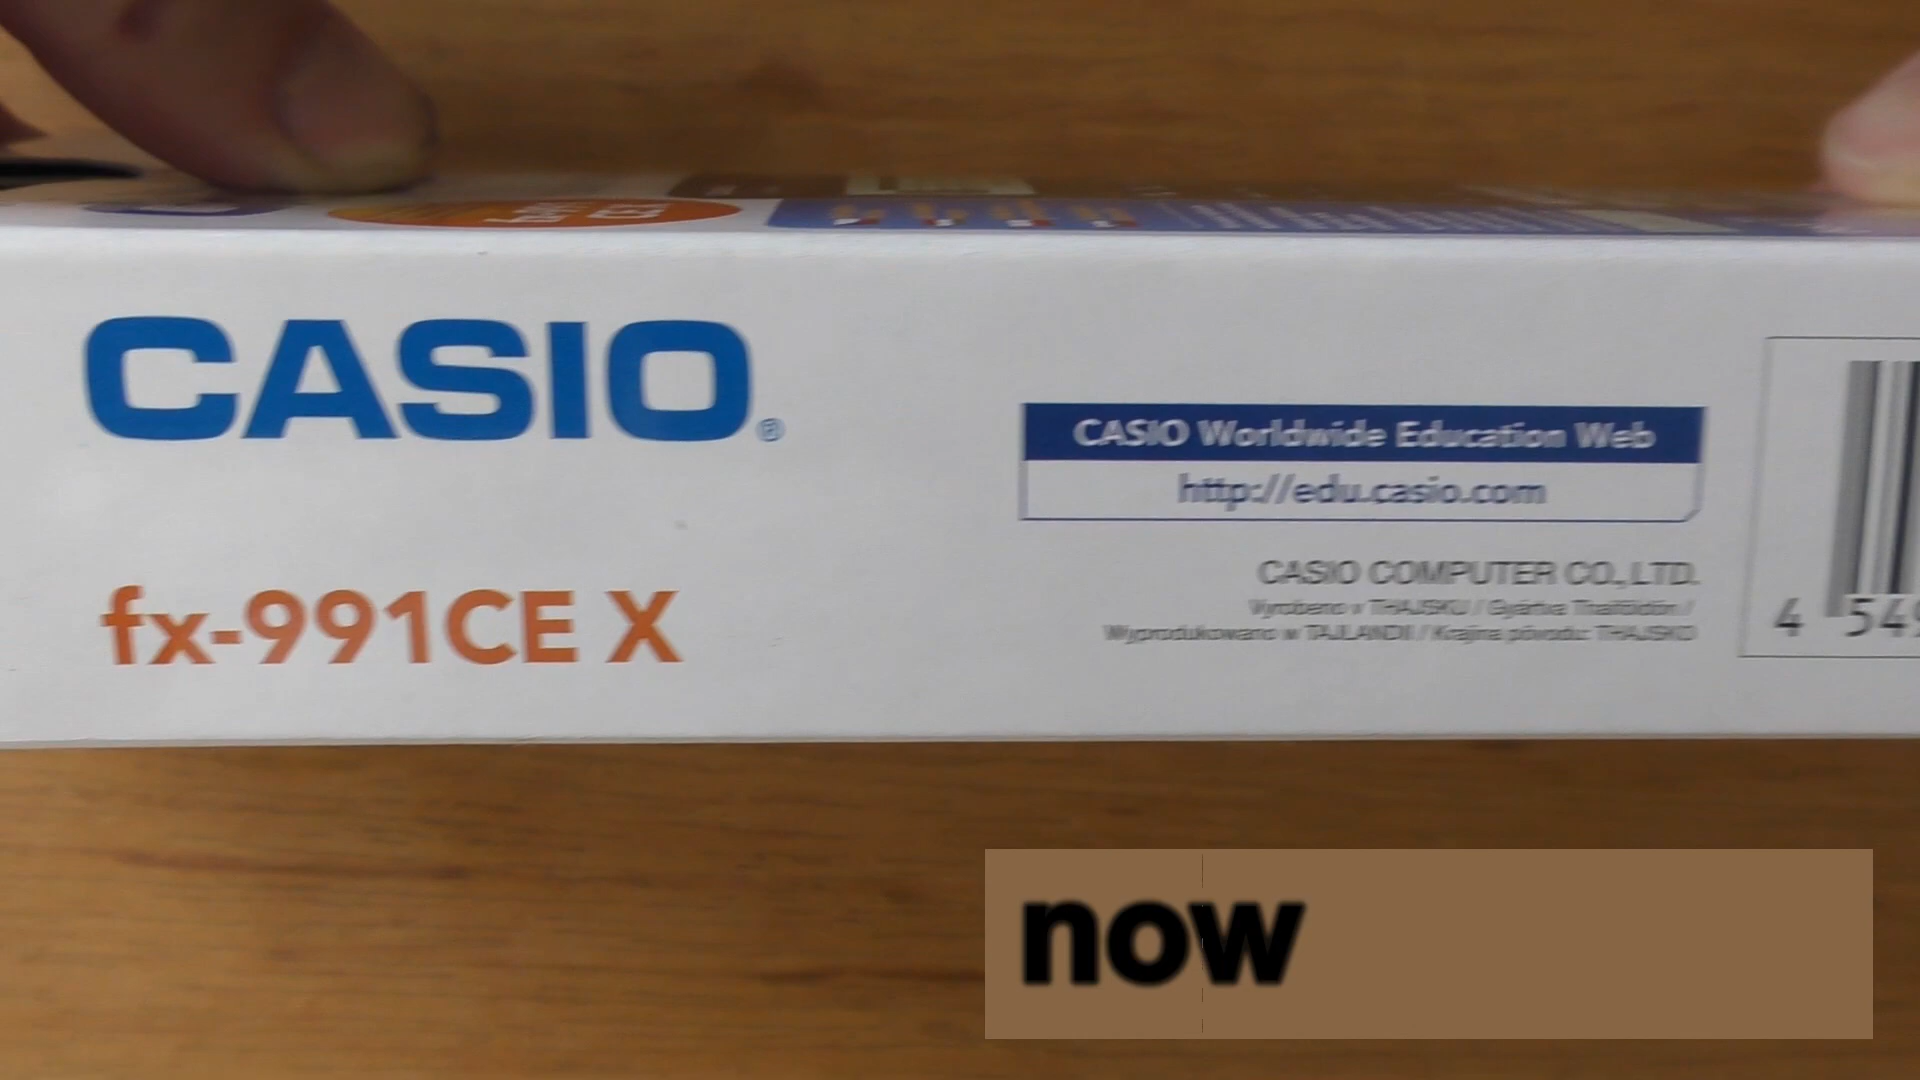 CASIO®
fx-991CE X
CASIO Worldwide Education Web
http://edu.casio.com
CASIO COMPUTER CO., LTD.
Vyrobeno v THAJSKU / Gyártva Thaiföldön /
Wyprodukowano w TAJLANDII / Krajina pôvodu: THAJSKO
4 549
now